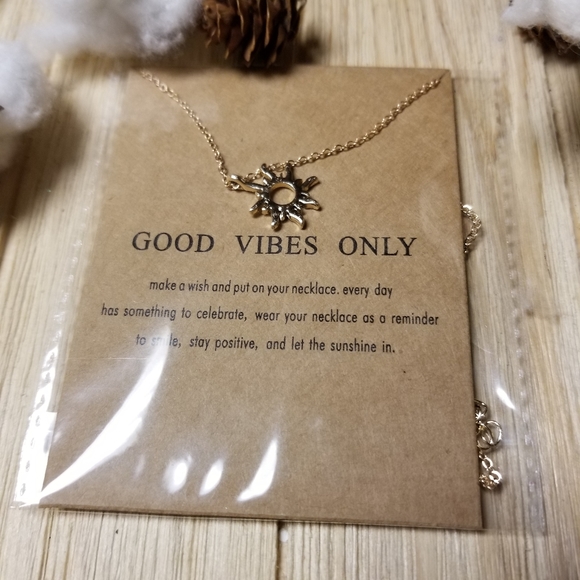 GOOD VIBES ONLY
make a wish and put on your necklace. every day
has something to celebrate, wear your necklace as a reminder
to smile, stay positive, and let the sunshine in.